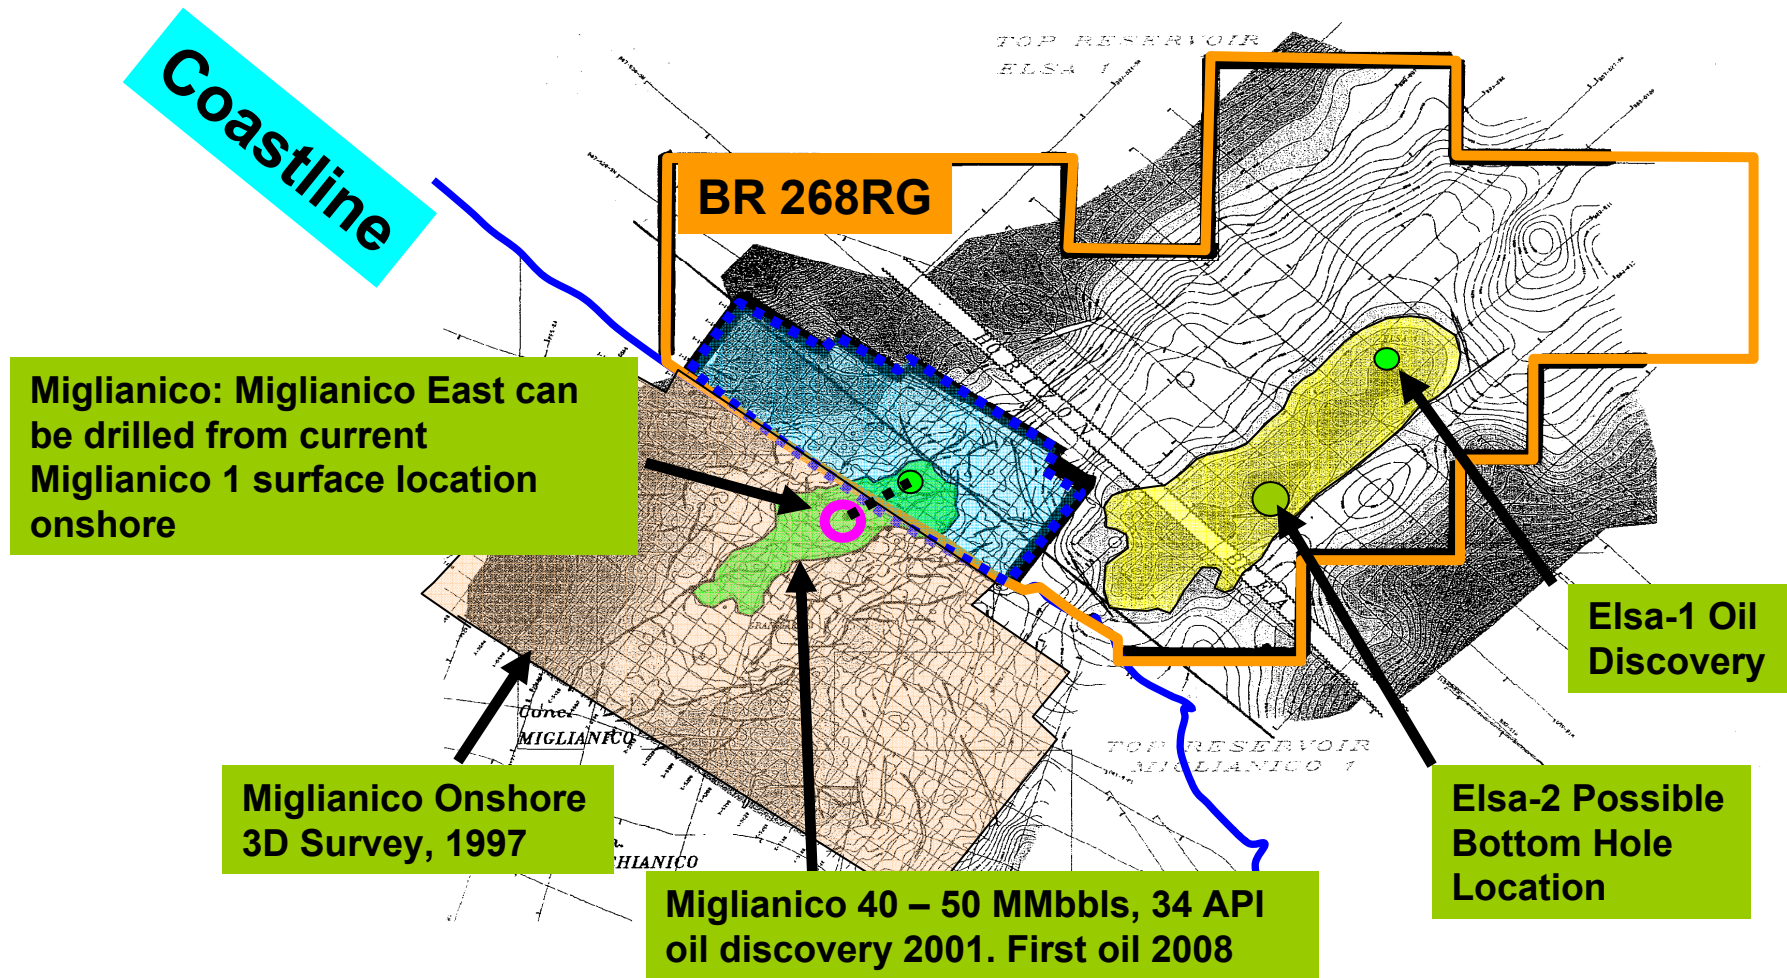 TOP RESERVOIR
ELSA 1
Coastline
BR 268RG
Miglianico: Miglianico East can
be drilled from current
Miglianico 1 surface location
onshore
Elsa-1 Oil
Discovery
Conc.
MIGLIANICO
TOP RESERVOIR
MIGLIANICO 1
Miglianico Onshore
3D Survey, 1997
HIANICO
Elsa-2 Possible
Bottom Hole
Location
Miglianico 40 – 50 MMbbls, 34 API
oil discovery 2001. First oil 2008